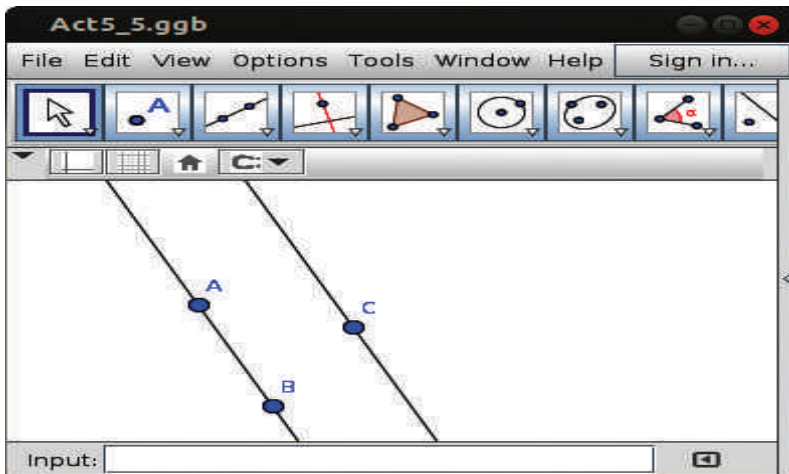 Act5_5.ggb
File Edit View Options Tools Window Help Sign in...
A α
C:
A
C
B
Input: